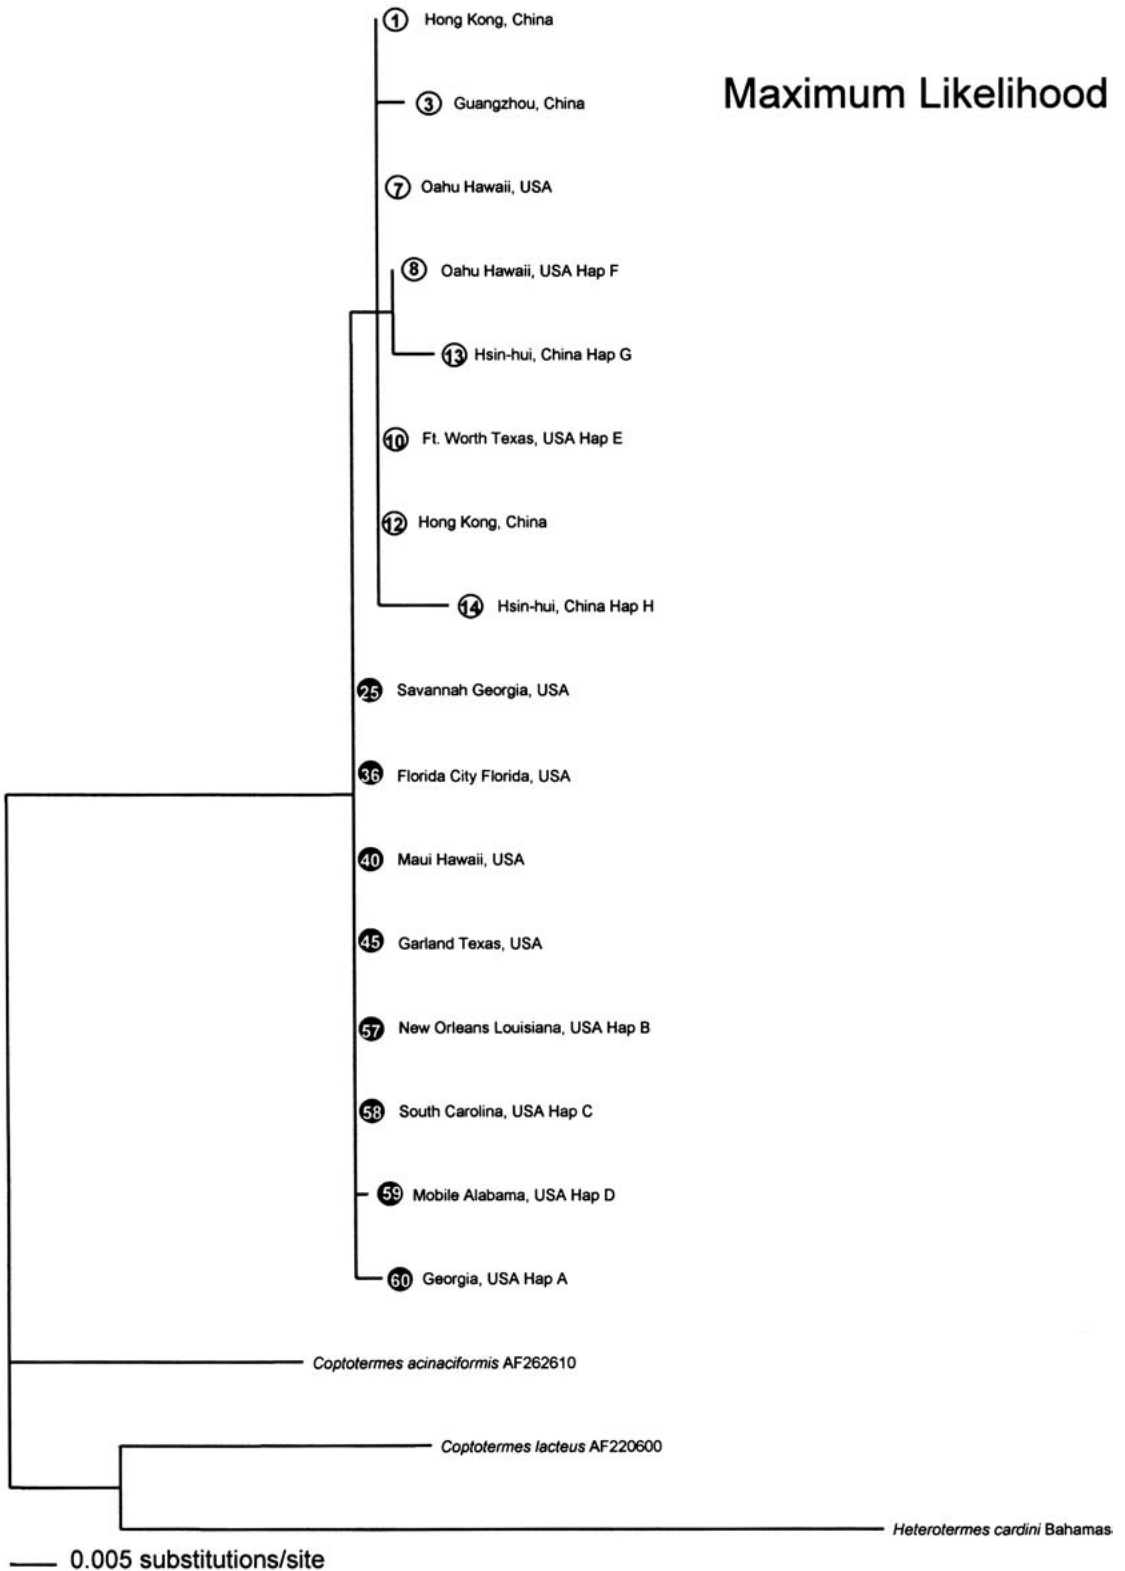 1 Hong Kong, China
Maximum Likelihood
3 Guangzhou, China
7 Oahu Hawaii, USA
8 Oahu Hawaii, USA Hap F
13 Hsin-hui, China Hap G
10 Ft. Worth Texas, USA Hap E
12 Hong Kong, China
14 Hsin-hui, China Hap H
25 Savannah Georgia, USA
36 Florida City Florida, USA
40 Maui Hawaii, USA
45 Garland Texas, USA
57 New Orleans Louisiana, USA Hap B
58 South Carolina, USA Hap C
59 Mobile Alabama, USA Hap D
60 Georgia, USA Hap A
Coptotermes acinaciformis AF262610
Coptotermes lacteus AF220600
Heterotermes cardini Bahamas
0.005 substitutions/site